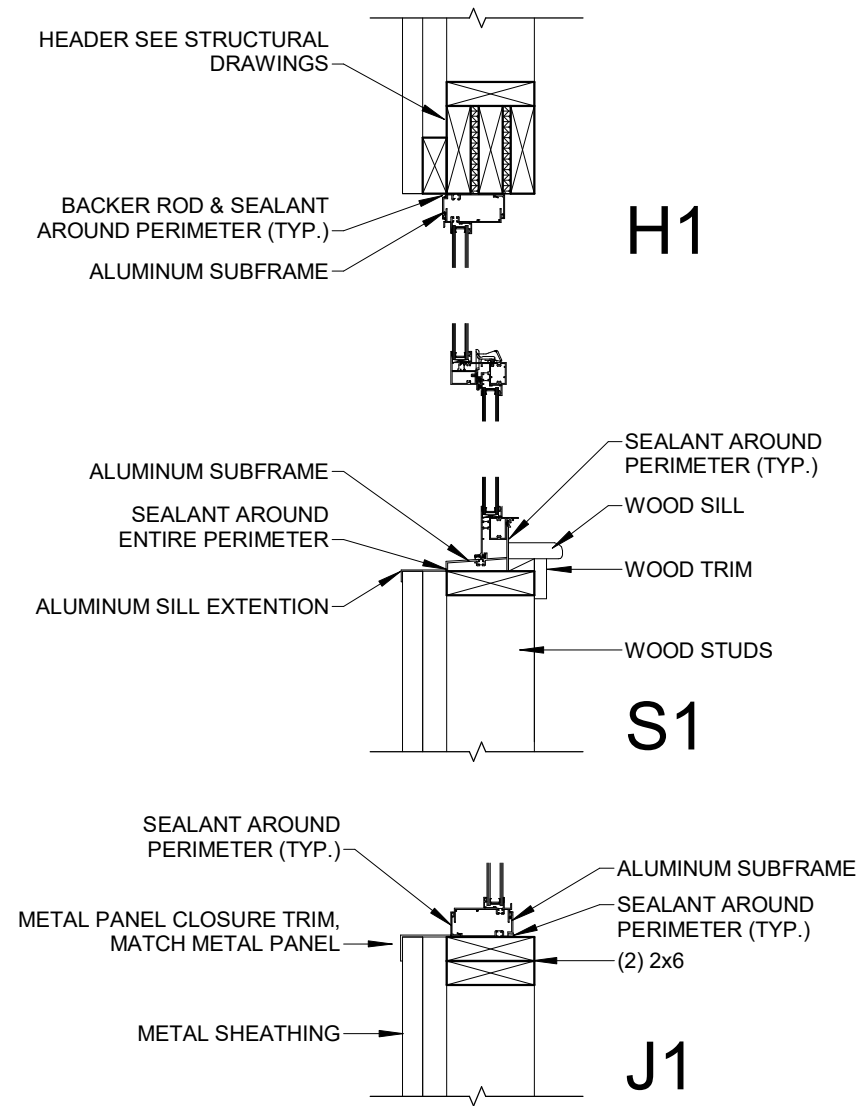 HEADER SEE STRUCTURAL
DRAWINGS
BACKER ROD & SEALANT
AROUND PERIMETER (TYP.)
ALUMINUM SUBFRAME
H1
ALUMINUM SUBFRAME
SEALANT AROUND
ENTIRE PERIMETER
ALUMINUM SILL EXTENTION
SEALANT AROUND
PERIMETER (TYP.)
WOOD SILL
WOOD TRIM
WOOD STUDS
S1
SEALANT AROUND
PERIMETER (TYP.)
METAL PANEL CLOSURE TRIM,
MATCH METAL PANEL
METAL SHEATHING
ALUMINUM SUBFRAME
SEALANT AROUND
PERIMETER (TYP.)
(2) 2x6
J1